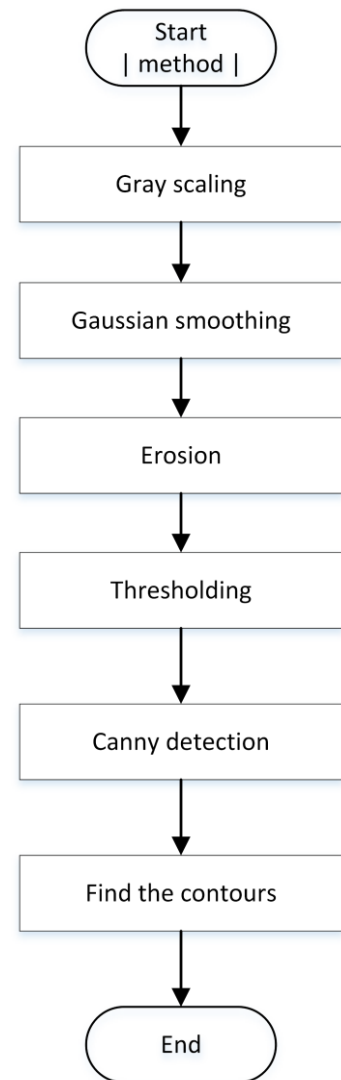 Start
| method |
Gray scaling
Gaussian smoothing
Erosion
Thresholding
Canny detection
Find the contours
End